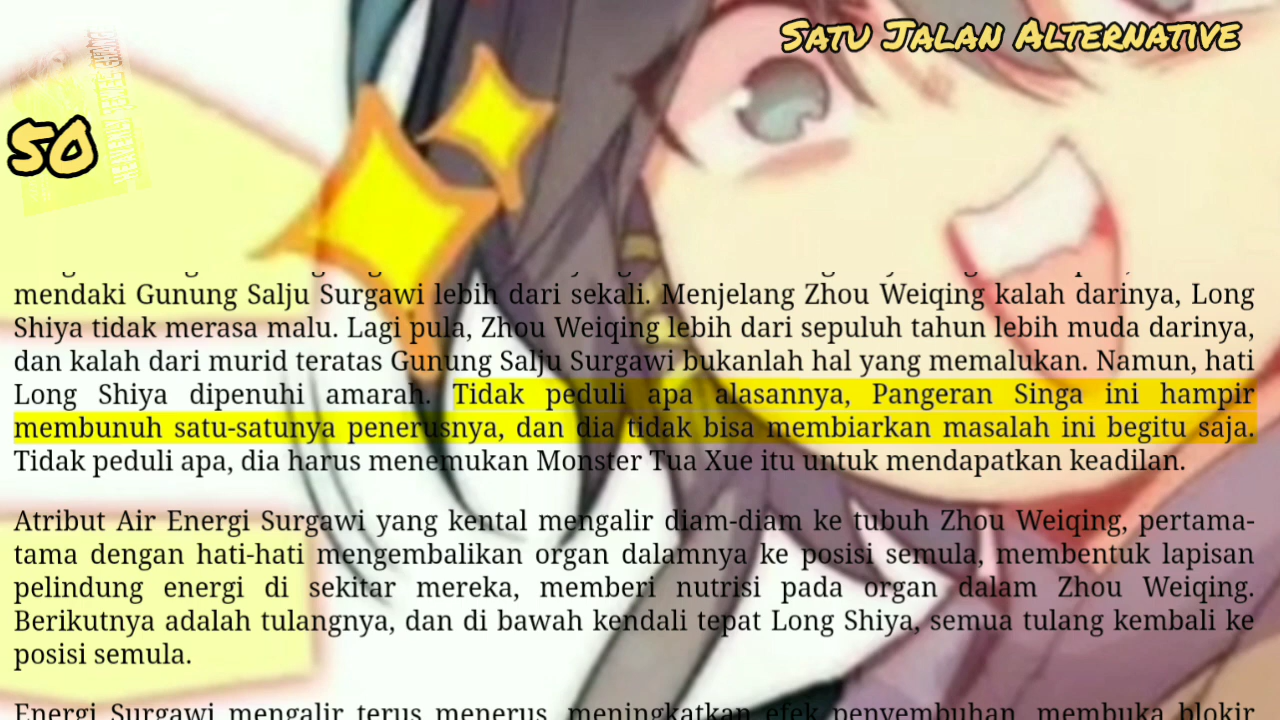 Satu Jalan Alternative
50
mendaki Gunung Salju Surgawi lebih dari sekali. Menjelang Zhou Weiqing kalah darinya, Long
Shiya tidak merasa malu. Lagi pula, Zhou Weiqing lebih dari sepuluh tahun lebih muda darinya,
dan kalah dari murid teratas Gunung Salju Surgawi bukanlah hal yang memalukan. Namun, hati
Long Shiya dipenuhi amarah. Tidak peduli apa alasannya, Pangeran Singa ini hampir
membunuh satu-satunya penerusnya, dan dia tidak bisa membiarkan masalah ini begitu saja.
Tidak peduli apa, dia harus menemukan Monster Tua Xue itu untuk mendapatkan keadilan.
Atribut Air Energi Surgawi yang kental mengalir diam-diam ke tubuh Zhou Weiqing, pertama-
tama dengan hati-hati mengembalikan organ dalamnya ke posisi semula, membentuk lapisan
pelindung energi di sekitar mereka, memberi nutrisi pada organ dalam Zhou Weiqing.
Berikutnya adalah tulangnya, dan di bawah kendali tepat Long Shiya, semua tulang kembali ke
posisi semula.
Energi Surgawi mengalir terus menerus, meningkatkan efek penyembuhan, membuka blokir